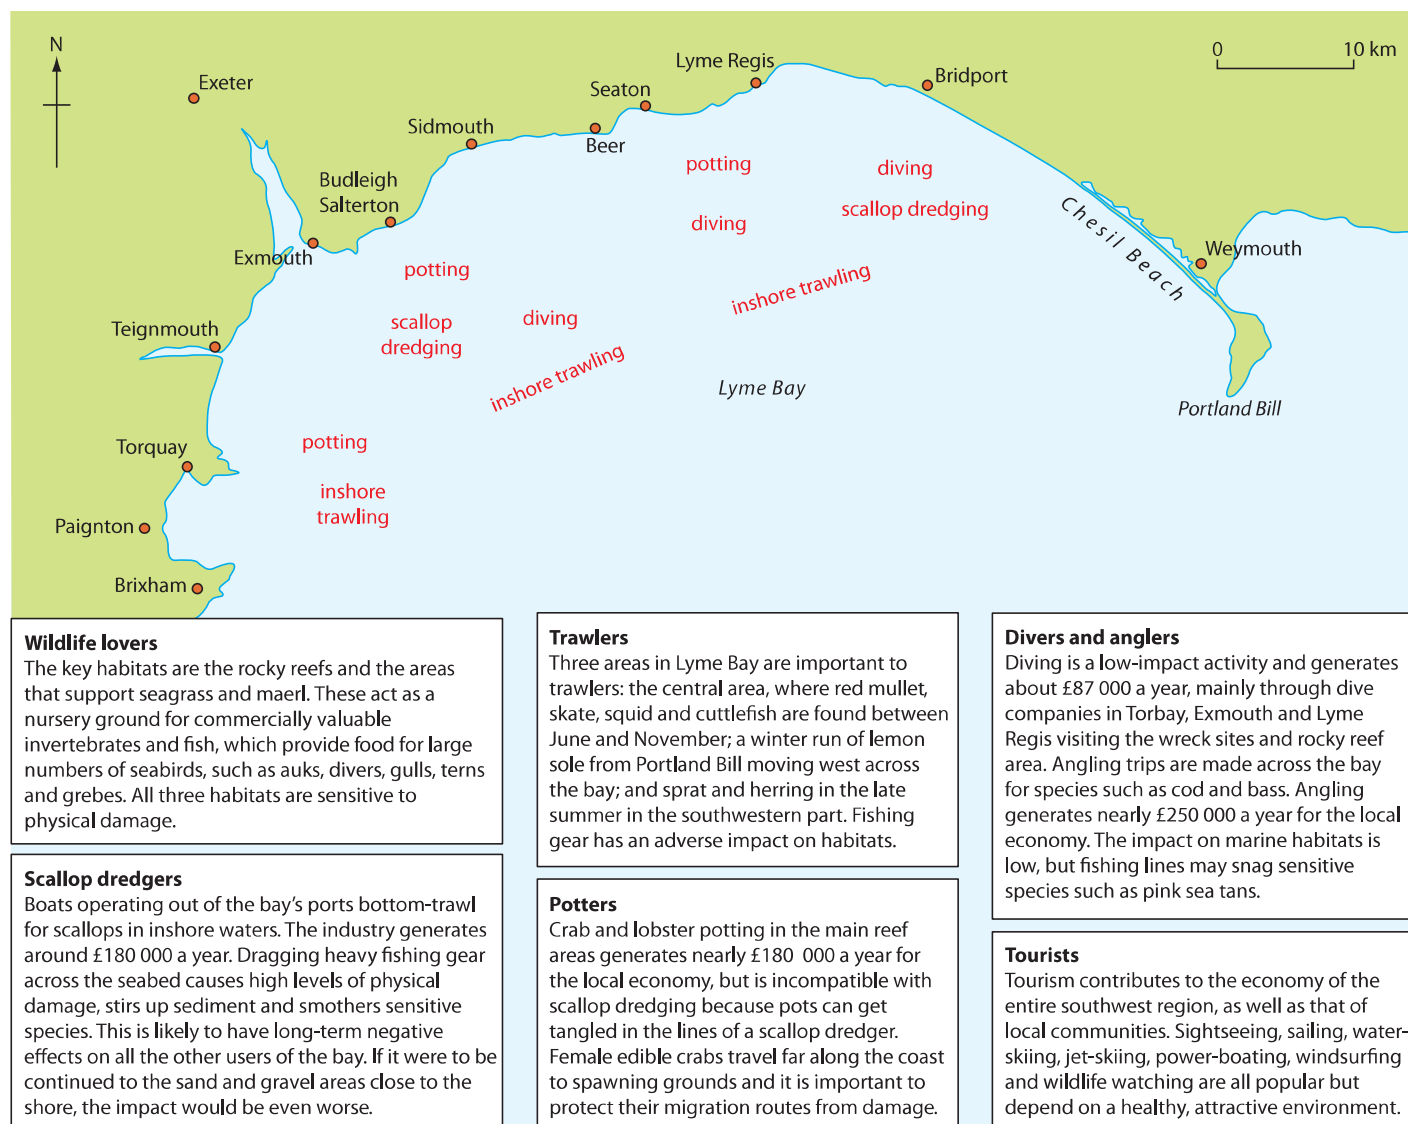 N
0
10 km
Exeter
Lyme Regis
Bridport
Seaton
Sidmouth
Beer
Budleigh
Salterton
potting
diving
diving
scallop dredging
Chesil Beach
Exmouth
Weymouth
potting
inshore trawling
scallop
dredging
diving
Teignmouth
inshore trawling
Lyme Bay
Portland Bill
potting
Torquay
inshore
trawling
Paignton
Brixham
Wildlife lovers
The key habitats are the rocky reefs and the areas
that support seagrass and maerl. These act as a
nursery ground for commercially valuable
invertebrates and fish, which provide food for large
numbers of seabirds, such as auks, divers, gulls, terns
and grebes. All three habitats are sensitive to
physical damage.
Scallop dredgers
Boats operating out of the bay's ports bottom-trawl
for scallops in inshore waters. The industry generates
around £180 000 a year. Dragging heavy fishing gear
across the seabed causes high levels of physical
damage, stirs up sediment and smothers sensitive
species. This is likely to have long-term negative
effects on all the other users of the bay. If it were to be
continued to the sand and gravel areas close to the
shore, the impact would be even worse.
Trawlers
Three areas in Lyme Bay are important to
trawlers: the central area, where red mullet,
skate, squid and cuttlefish are found between
June and November; a winter run of lemon
sole from Portland Bill moving west across
the bay; and sprat and herring in the late
summer in the southwestern part. Fishing
gear has an adverse impact on habitats.
Potters
Crab and lobster potting in the main reef
areas generates nearly £180 000 a year for
the local economy, but is incompatible with
scallop dredging because pots can get
tangled in the lines of a scallop dredger.
Female edible crabs travel far along the coast
to spawning grounds and it is important to
protect their migration routes from damage.
Divers and anglers
Diving is a low-impact activity and generates
about £87 000 a year, mainly through dive
companies in Torbay, Exmouth and Lyme
Regis visiting the wreck sites and rocky reef
area. Angling trips are made across the bay
for species such as cod and bass. Angling
generates nearly £250 000 a year for the local
economy. The impact on marine habitats is
low, but fishing lines may snag sensitive
species such as pink sea tans.
Tourists
Tourism contributes to the economy of the
entire southwest region, as well as that of
local communities. Sightseeing, sailing, water-
skiing, jet-skiing, power-boating, windsurfing
and wildlife watching are all popular but
depend on a healthy, attractive environment.